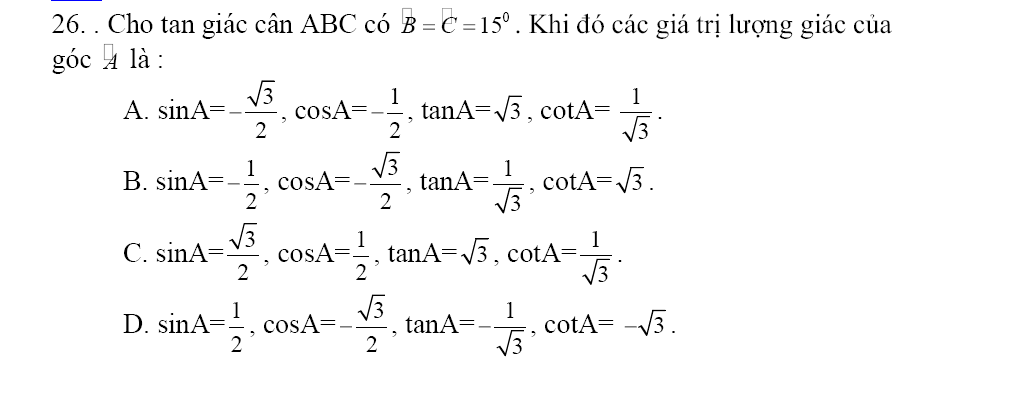 26. . Cho tan giác cân ABC có B = C = 15⁰ . Khi đó các giá trị lượng giác của
góc A là :
A. sinA=−√3/2 , cosA=−1/2 , tanA=√3 , cotA= 1/√3 .
B. sinA=−1/2 , cosA=−√3/2 , tanA=1/√3 , cotA=√3 .
C. sinA=√3/2 , cosA=1/2 , tanA=√3 , cotA=1/√3 .
D. sinA=1/2 , cosA=−√3/2 , tanA=−1/√3 , cotA= −√3 .